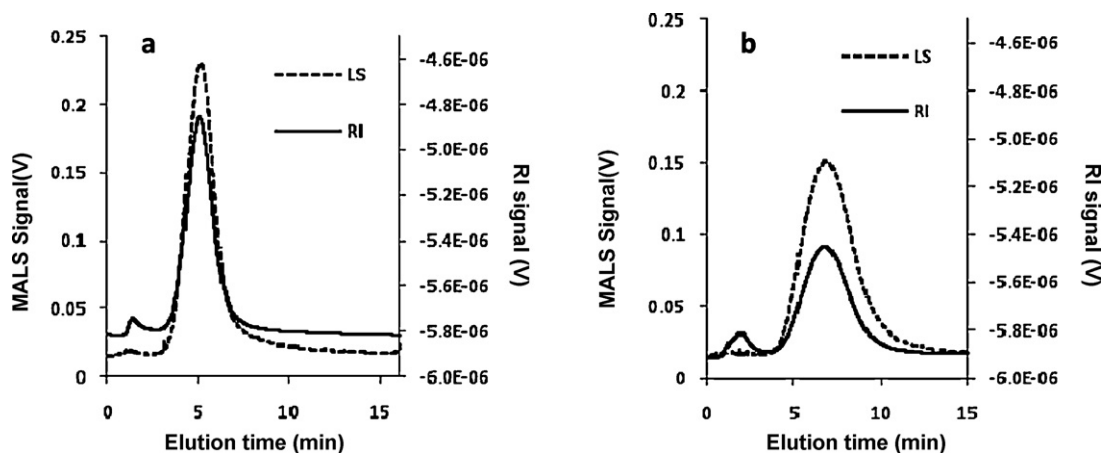 a
0.25
0.2
0.15
0.1
0.05
0
MALS Signal(V)
-4.6E-06
-4.8E-06
-5.0E-06
-5.2E-06
-5.4E-06
-5.6E-06
-5.8E-06
-6.0E-06
RI signal (V)
LS
RI
0 5 10 15
Elution time (min)
b
0.25
0.2
0.15
0.1
0.05
0
MALS Signal(V)
-4.6E-06
-4.8E-06
-5.0E-06
-5.2E-06
-5.4E-06
-5.6E-06
-5.8E-06
-6.0E-06
RI signal (V)
LS
RI
0 5 10 15
Elution time (min)